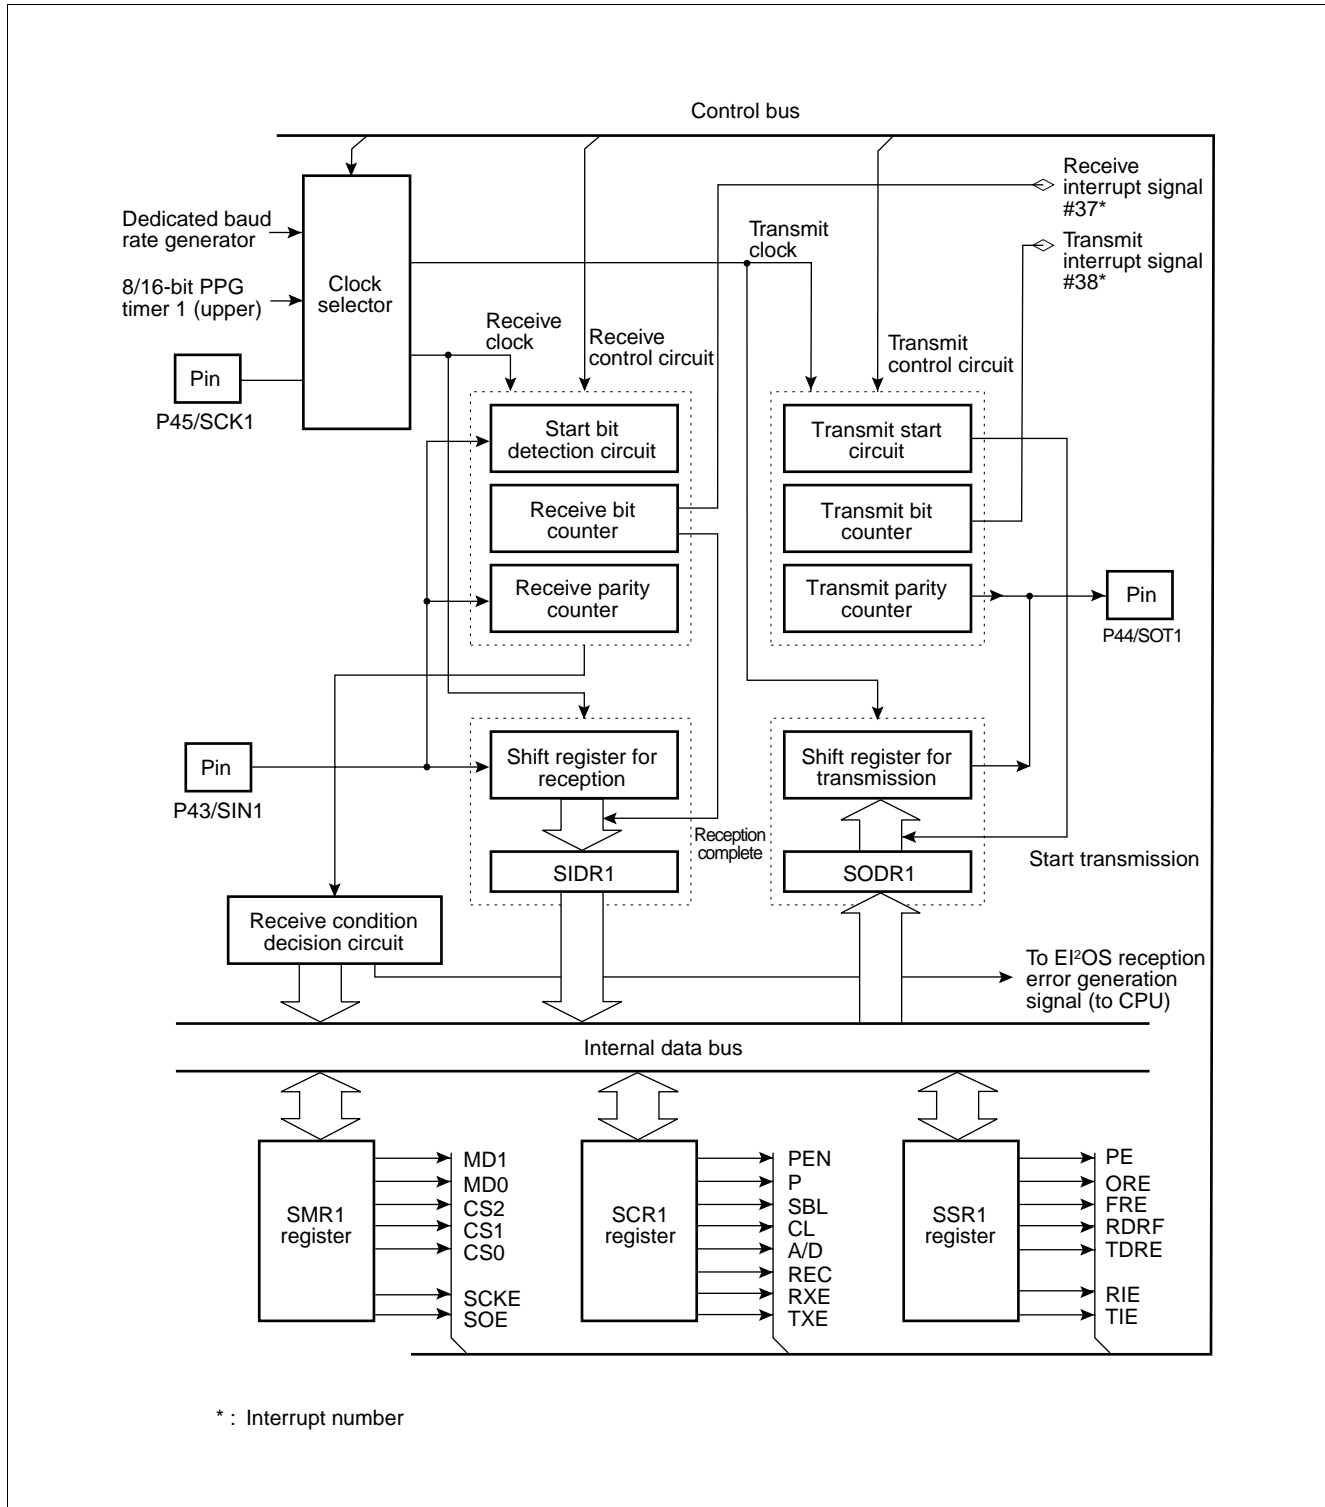 Control bus
Receive
interrupt signal
#37*
Dedicated baud
rate generator
Transmit
clock
Transmit
interrupt signal
#38*
8/16-bit PPG
timer 1 (upper)
Clock
selector
Receive
clock
Receive
control circuit
Transmit
control circuit
Pin
P45/SCK1
Start bit
detection circuit
Transmit start
circuit
Receive bit
counter
Transmit bit
counter
Receive parity
counter
Transmit parity
counter
Pin
P44/SOT1
Pin
P43/SIN1
Shift register for
reception
Shift register for
transmission
Reception
complete
Start transmission
SIDR1
SODR1
Receive condition
decision circuit
To EI²OS reception
error generation
signal (to CPU)
Internal data bus
SMR1
register
MD1
MD0
CS2
CS1
CS0
SCKE
SOE
SCR1
register
PEN
P
SBL
CL
A/D
REC
RXE
TXE
SSR1
register
PE
ORE
FRE
RDRF
TDRE
RIE
TIE
* : Interrupt number